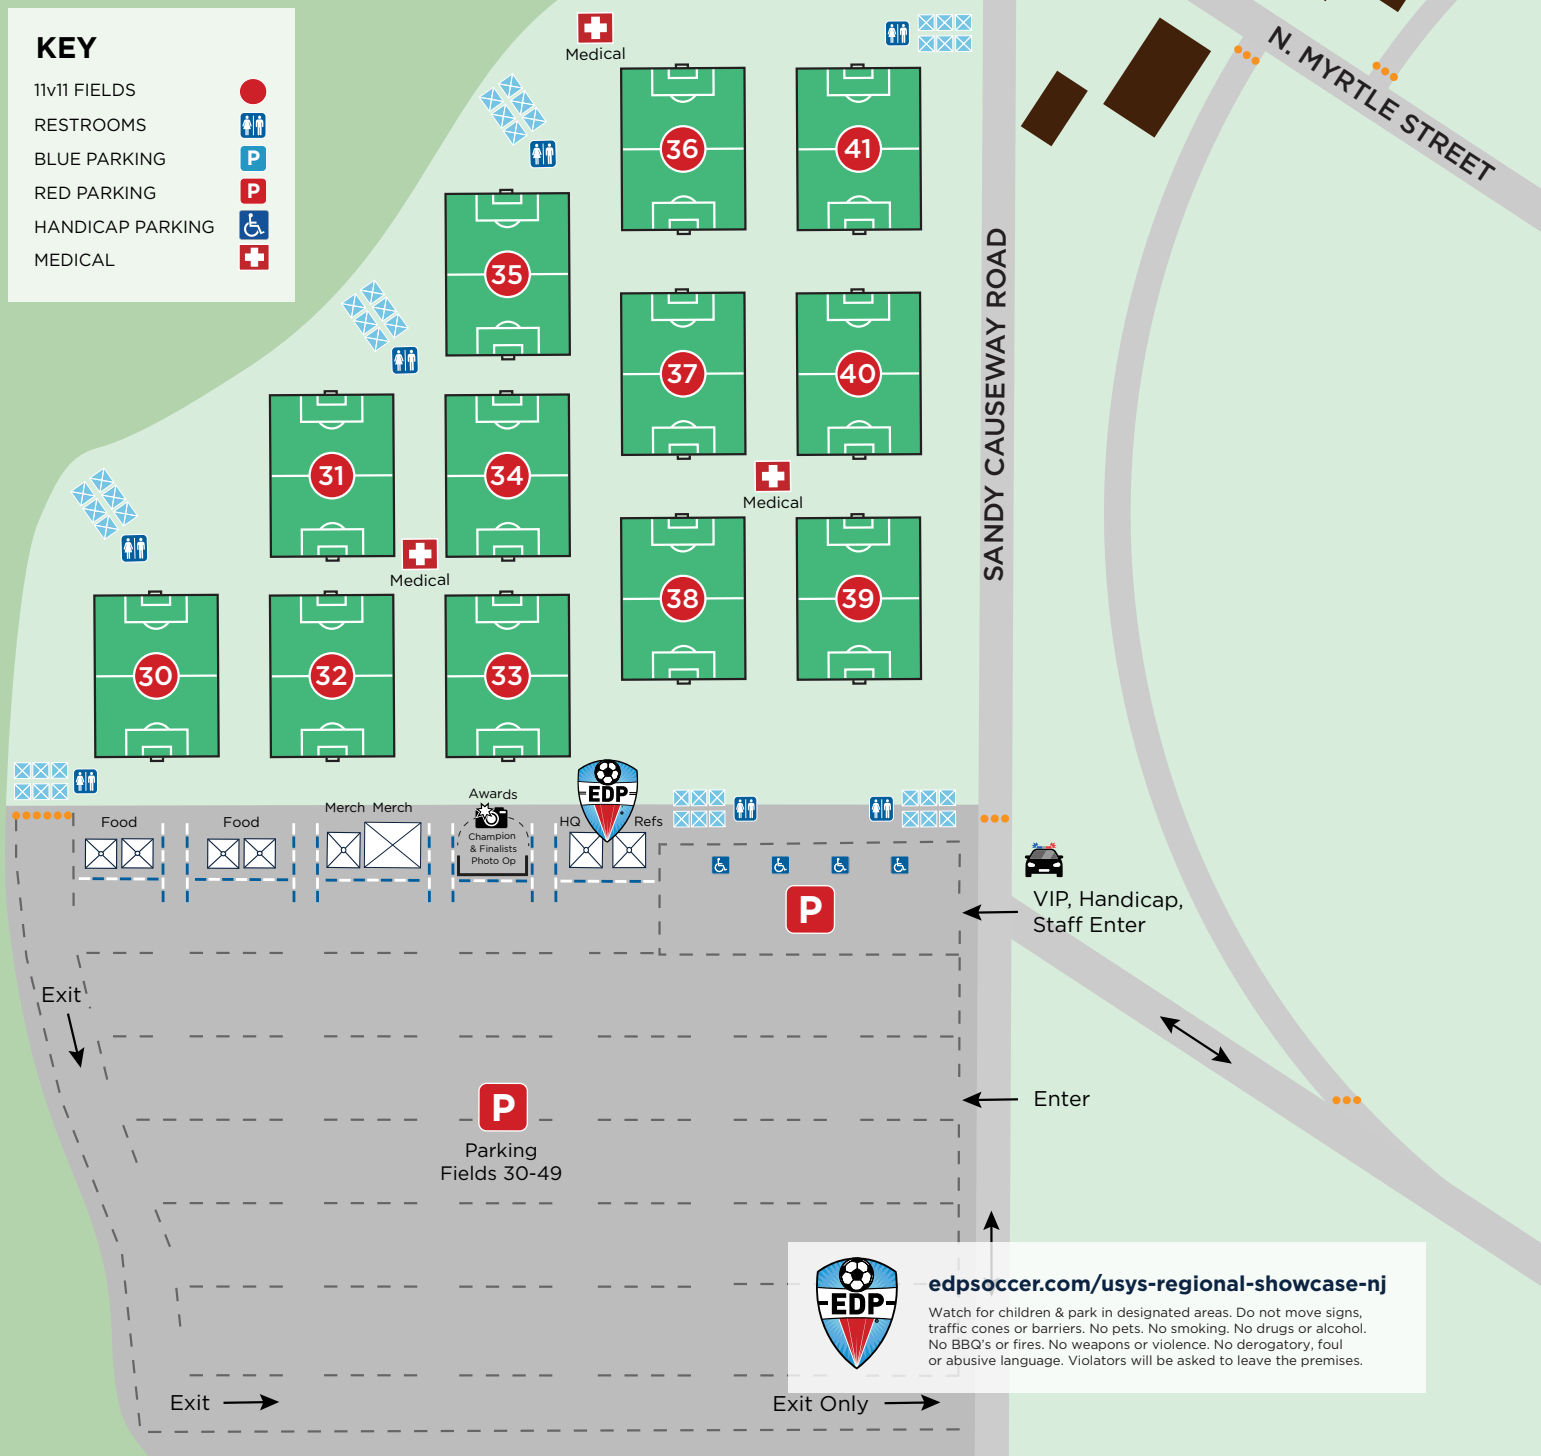 KEY
11v11 FIELDS
RESTROOMS
BLUE PARKING
P
RED PARKING
P
HANDICAP PARKING
MEDICAL
Medical
36
41
35
37
40
31
34
Medical
Medical
38
39
30
32
33
N. MYRTLE STREET
SANDY CAUSEWAY ROAD
Food
Food
Merch Merch
Awards
Champion
& Finalists
Photo Op
EDP
HQ
Refs
P
VIP, Handicap,
Staff Enter
Exit
Enter
P
Parking
Fields 30-49
EDP
edpsoccer.com/usys-regional-showcase-nj
Watch for children & park in designated areas. Do not move signs,
traffic cones or barriers. No pets. No smoking. No drugs or alcohol.
No BBQ's or fires. No weapons or violence. No derogatory, foul
or abusive language. Violators will be asked to leave the premises.
Exit
Exit Only